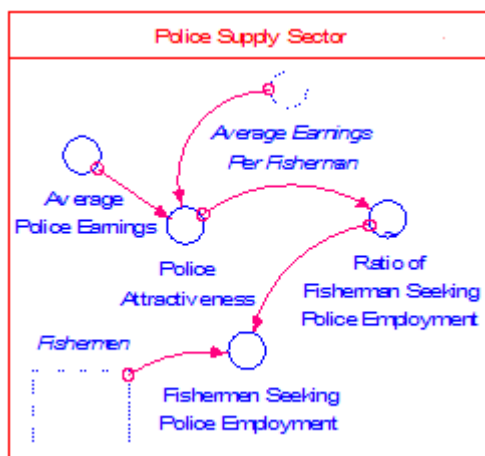 Police Supply Sector
Average Earnings
Per Fisherman
Average
Police Earnings
Police
Attractiveness
Ratio of
Fisherman Seeking
Police Employment
Fishermen
Fishermen Seeking
Police Employment